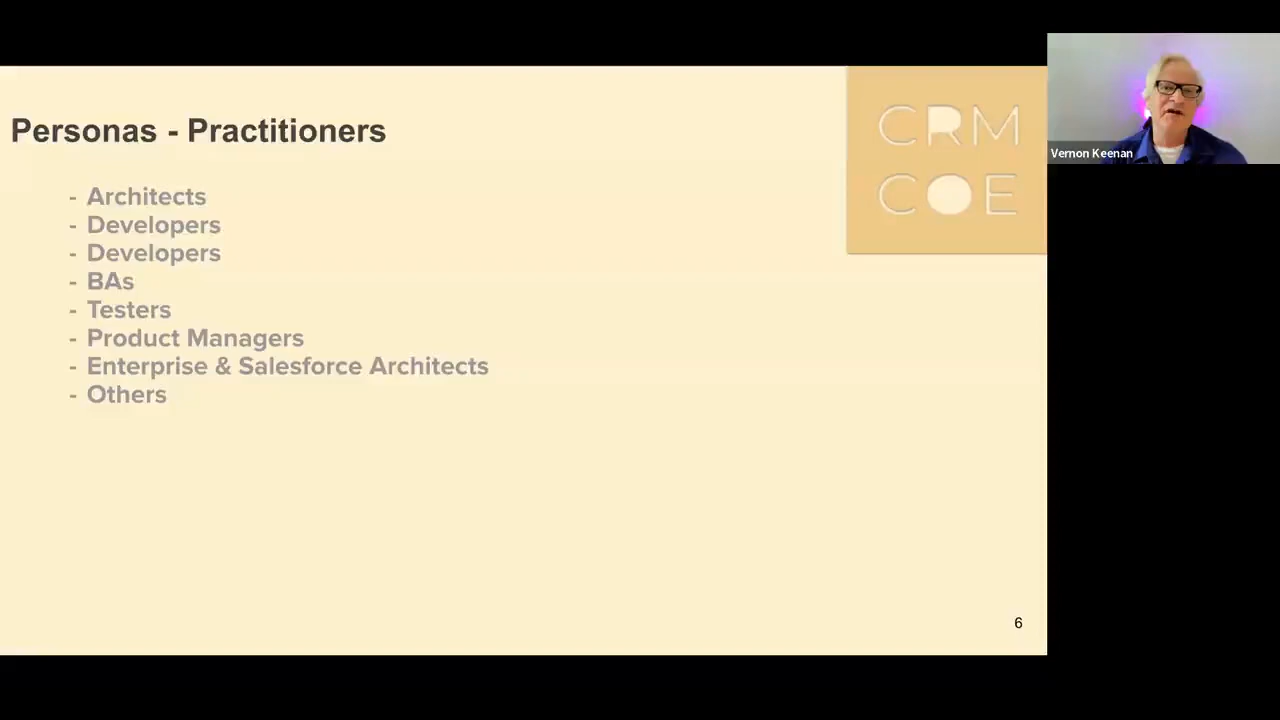 Personas - Practitioners
- Architects
- Developers
- Developers
- BAs
- Testers
- Product Managers
- Enterprise & Salesforce Architects
- Others
CRM
COE
6
Vernon Keenan